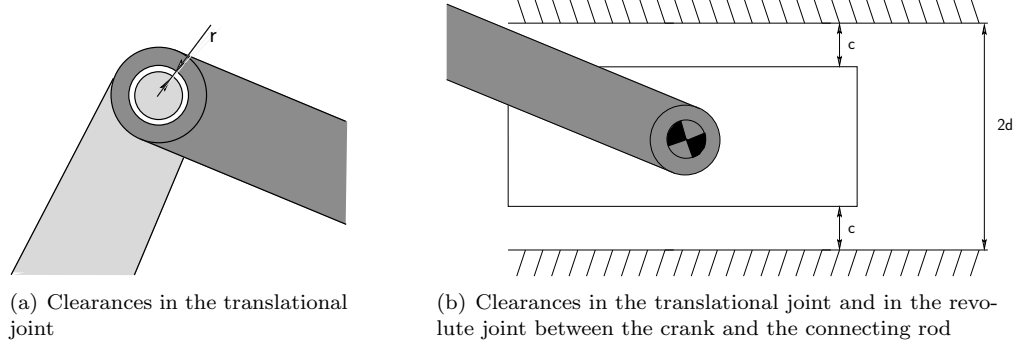 r
c
2d
c
(a) Clearances in the translational
joint
(b) Clearances in the translational joint and in the revo-
lute joint between the crank and the connecting rod